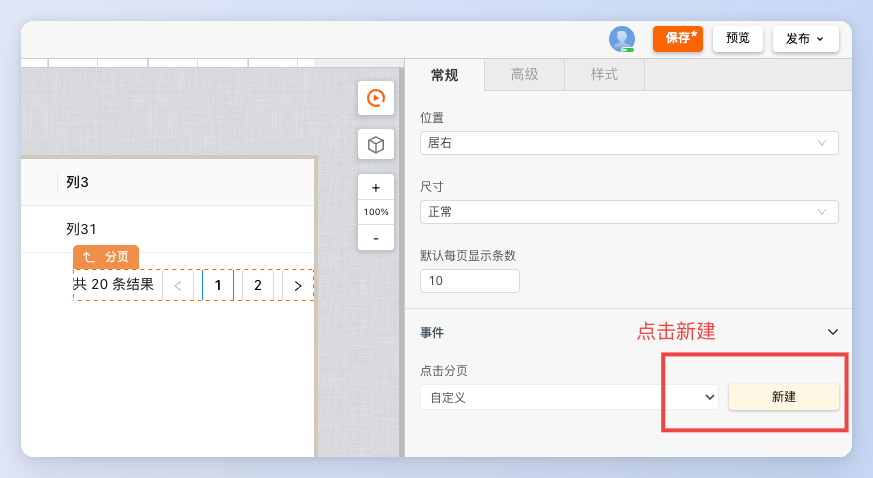 保存*
预览
发布
常规
高级
样式
位置
居右
尺寸
正常
默认每页显示条数
10
事件
点击新建
点击分页
自定义
新建
+
100%
-
列3
列31
分页
共 20 条结果
<
1
2
>